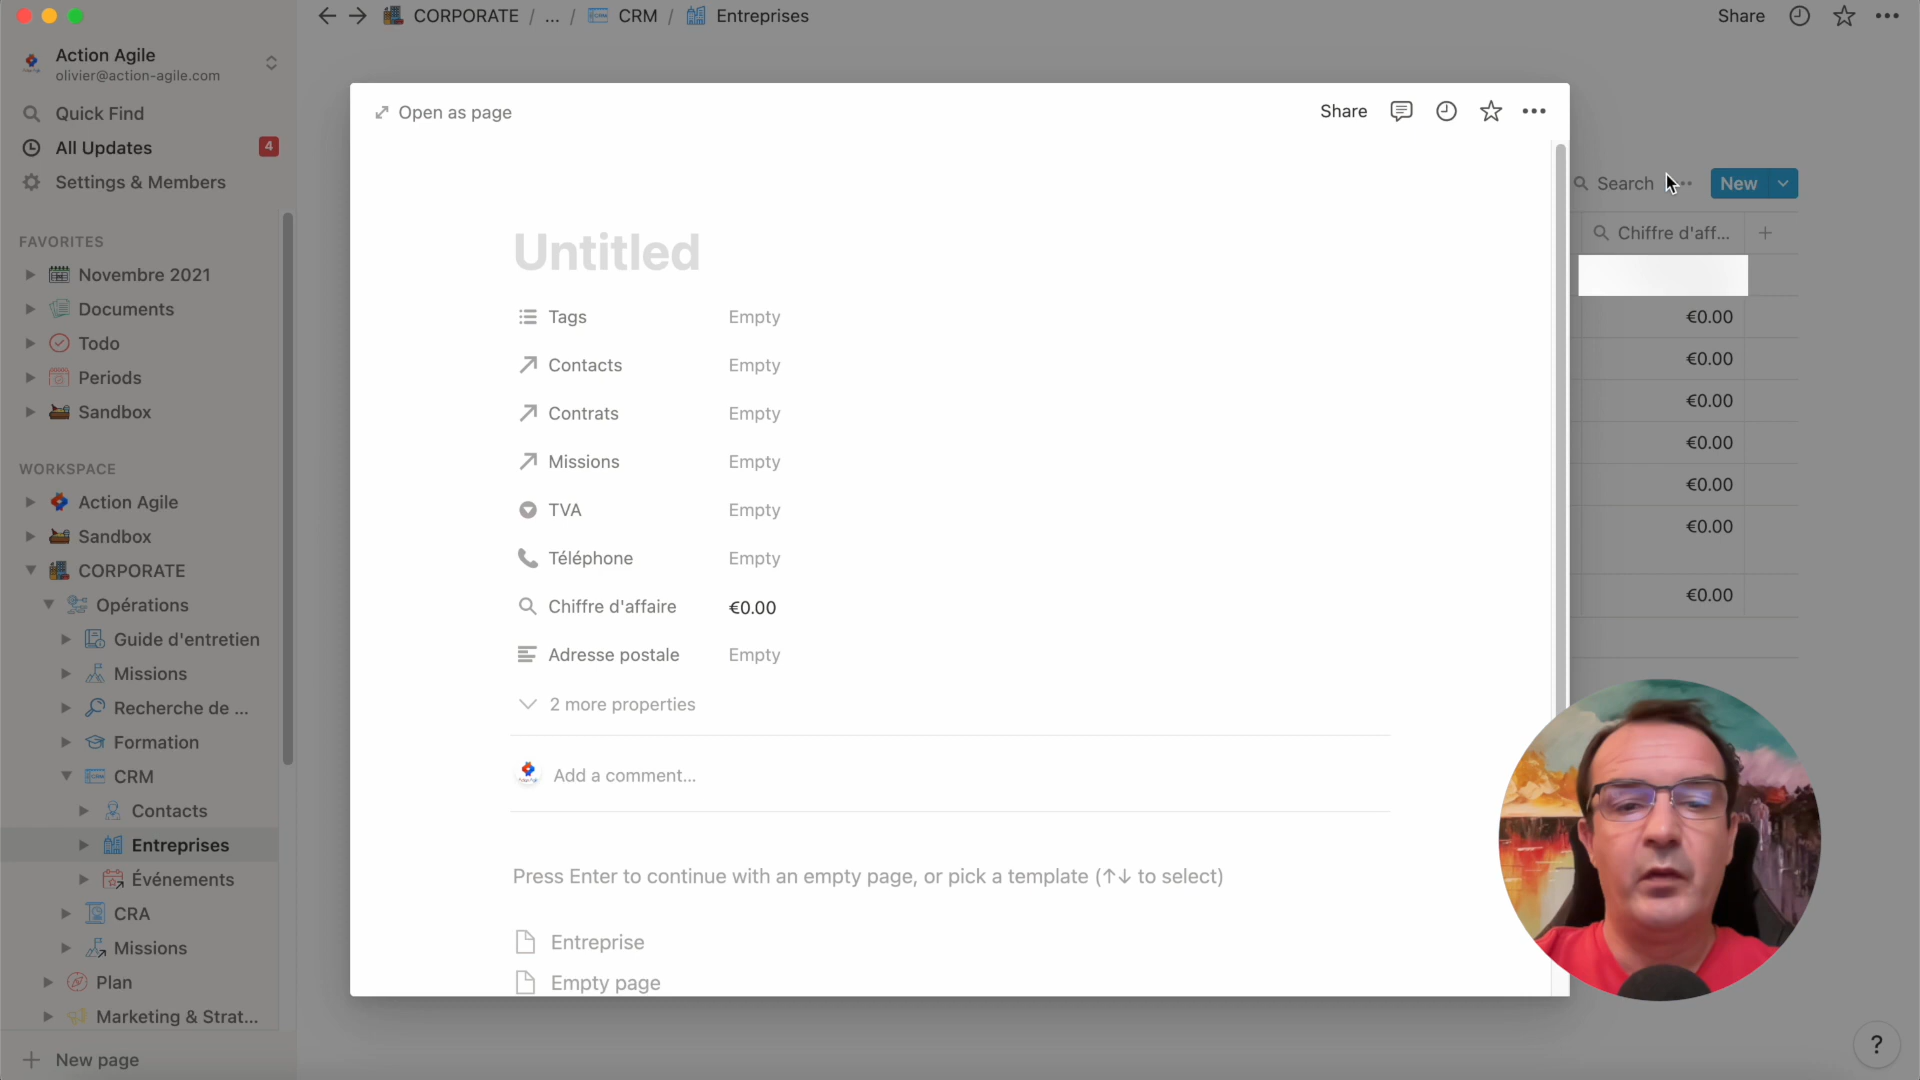 CORPORATE / ... / CRM / Entreprises
Share
Action Agile
olivier@action-agile.com
Quick Find
All Updates
4
Settings & Members
FAVORITES
Novembre 2021
Documents
Todo
Periods
Sandbox
WORKSPACE
Action Agile
Sandbox
CORPORATE
Opérations
Guide d'entretien
Missions
Recherche de ...
Formation
CRM
Contacts
Entreprises
Événements
CRA
Missions
Plan
Marketing & Strat...
New page
Open as page
Share
Untitled
Tags Empty
Contacts Empty
Contrats Empty
Missions Empty
TVA Empty
Téléphone Empty
Chiffre d'affaire €0.00
Adresse postale Empty
2 more properties
Add a comment...
Press Enter to continue with an empty page, or pick a template (↑↓ to select)
Entreprise
Empty page
Search
New
Chiffre d'aff...
€0.00
€0.00
€0.00
€0.00
€0.00
€0.00
€0.00
?